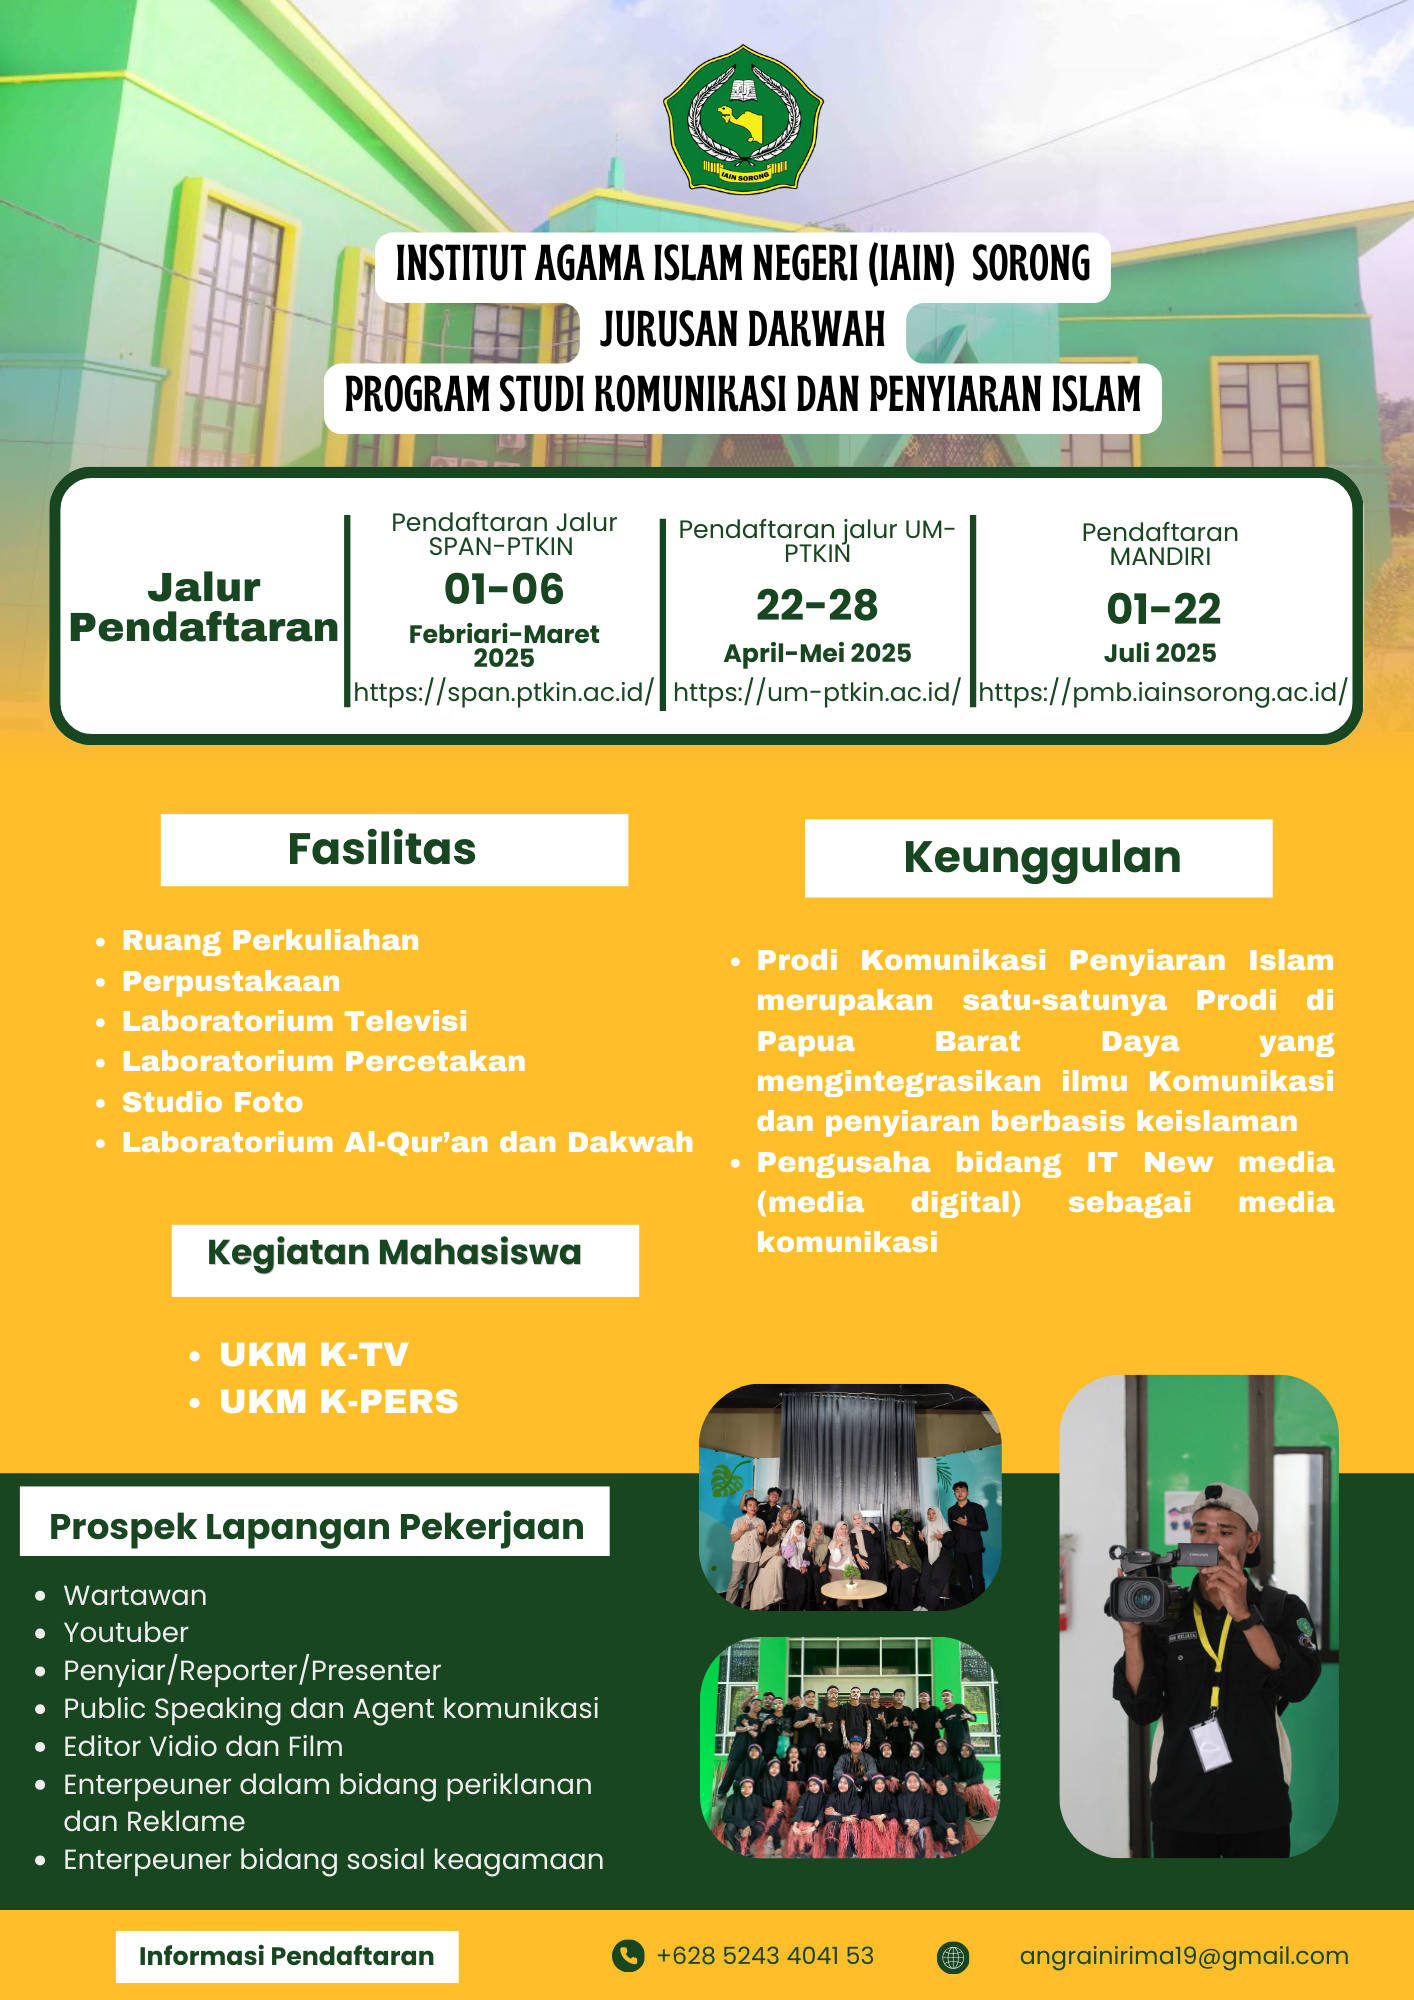 IAIN SORONG
INSTITUT AGAMA ISLAM NEGERI (IAIN) SORONG
JURUSAN DAKWAH
PROGRAM STUDI KOMUNIKASI DAN PENYIARAN ISLAM
Jalur
Pendaftaran
Pendaftaran Jalur
SPAN-PTKIN
01-06
Febriari-Maret
2025
https://span.ptkin.ac.id/
Pendaftaran jalur UM-
PTKIN
22-28
April-Mei 2025
https://um-ptkin.ac.id/
Pendaftaran
MANDIRI
01-22
Juli 2025
https://pmb.iainsorong.ac.id/
Fasilitas
• Ruang Perkuliahan
• Perpustakaan
• Laboratorium Televisi
• Laboratorium Percetakan
• Studio Foto
• Laboratorium Al-Qur’an dan Dakwah
Keunggulan
• Prodi Komunikasi Penyiaran Islam
merupakan satu-satunya Prodi di
Papua Barat Daya yang
mengintegrasikan ilmu Komunikasi
dan penyiaran berbasis keislaman
• Pengusaha bidang IT New media
(media digital) sebagai media
komunikasi
Kegiatan Mahasiswa
• UKM K-TV
• UKM K-PERS
Prospek Lapangan Pekerjaan
• Wartawan
• Youtuber
• Penyiar/Reporter/Presenter
• Public Speaking dan Agent komunikasi
• Editor Vidio dan Film
• Enterpeuner dalam bidang periklanan
dan Reklame
• Enterpeuner bidang sosial keagamaan
Informasi Pendaftaran
+628 5243 4041 53
angrainirima19@gmail.com